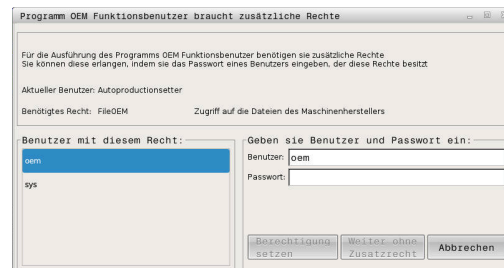 Programm OEM Funktionsbenutzer braucht zusätzliche Rechte
Für die Ausführung des Programms OEM Funktionsbenutzer benötigen sie zusätzliche Rechte
Sie können diese erlangen, indem sie das Passwort eines Benutzers eingeben, der diese Rechte besitzt
Aktueller Benutzer: Autoproductionsetter
Benötigtes Recht: FileOEM Zugriff auf die Dateien des Maschinenherstellers
Benutzer mit diesem Recht:
oem
sys
Geben sie Benutzer und Passwort ein:
Benutzer: oem
Passwort:
Berechtigung setzen
Weiter ohne Zusatzrecht
Abbrechen